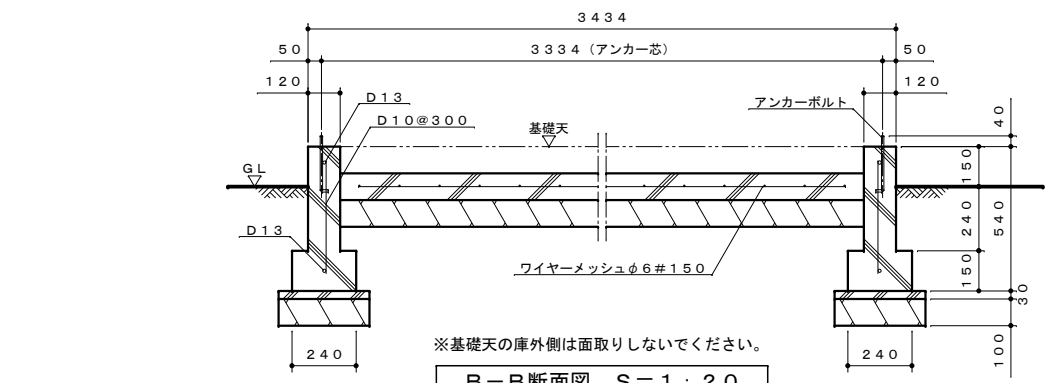 3434
50
3334（アンカー芯）
50
120
120
D13
アンカーボルト
D10@300
基礎天
40
GL
150
240
540
D13
ワイヤーメッシュφ6#150
150
30
※基礎天の庫外側は面取りしないでください。
240
240
100
B－B断面図 S＝1：20